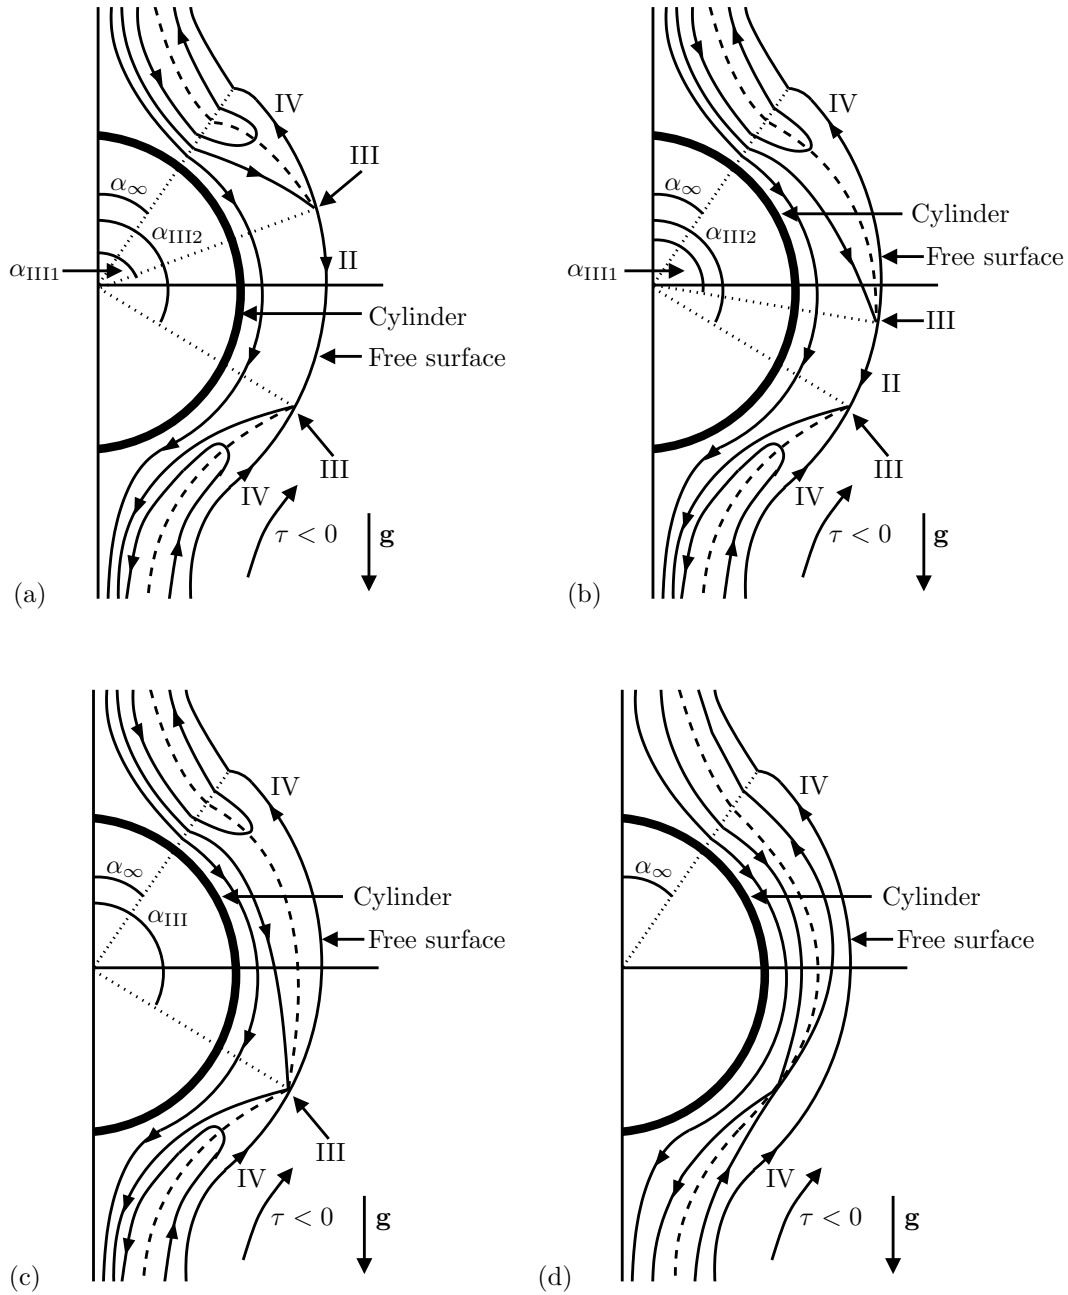 IV
III
α∞
αIII2
αIII1
II
Cylinder
Free surface
III
IV
τ < 0
g
(a)
IV
α∞
Cylinder
αIII2
Free surface
αIII1
III
II
III
IV
τ < 0
g
(b)
IV
α∞
Cylinder
αIII
Free surface
III
IV
τ < 0
g
(c)
IV
α∞
Cylinder
Free surface
IV
τ < 0
g
(d)